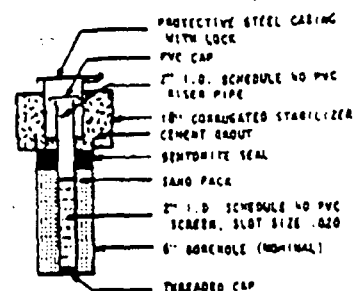 PROTECTIVE STEEL CASING
WITH LOCK
PVC CAP
2" I.D. SCHEDULE 40 PVC
RISER PIPE
18" CORRUGATED STABILIZER
CEMENT GROUT
BENTONITE SEAL
SAND PACK
2" I.D. SCHEDULE 40 PVC
SCREEN, SLOT SIZE .020
6" BOREHOLE (NOMINAL)
THREADED CAP